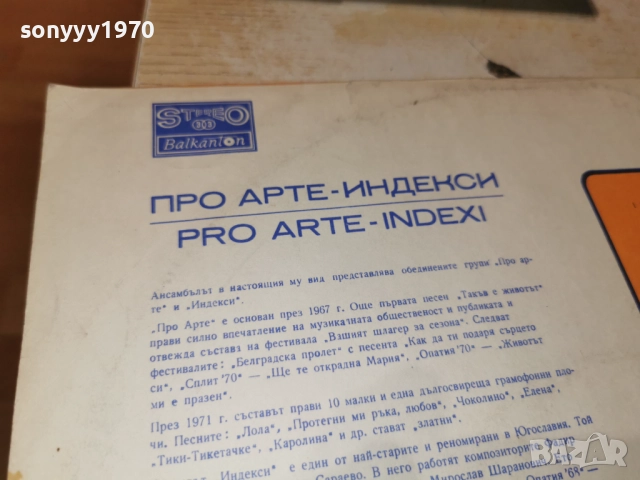 sonyyy1970
STEREO
Balkanton
ПРО АРТЕ-ИНДЕКСИ
PRO ARTE-INDEXI
Ансамбълът в настоящия му вид представлява обединените групи „Про ар-
те“ и „Индекси“.
„Про Арте“ е основан през 1967 г. Още първата песен „Такъв е животът“
прави силно впечатление на музикалната общественост и публиката и
отвежда състава на фестивала „Вашият шлагер за сезона“. Следват
фестивалите: „Белградска пролет“ с песента „Как да ти подаря сърцето
си“, „Сплит '70“ — „Ще те открадна Мария“, „Опатия '70“ — „Животът
ми е празен“.
През 1971 г. съставът прави 10 малки и една дългосвиреща грамофонни пло-
чи. Песните: „Лола“, „Протегни ми ръка, любов“, „Чоколино“, „Елена“,
„Тики-Тикетачке“, „Каролина“ и др. стават „златни“.
„Индекси“ е един от най-старите и реномирани в Югославия. Той
Сараево. В него работят композиторите Фадил
Мирослав Шаранович
„Опатия '69“
BAZAR